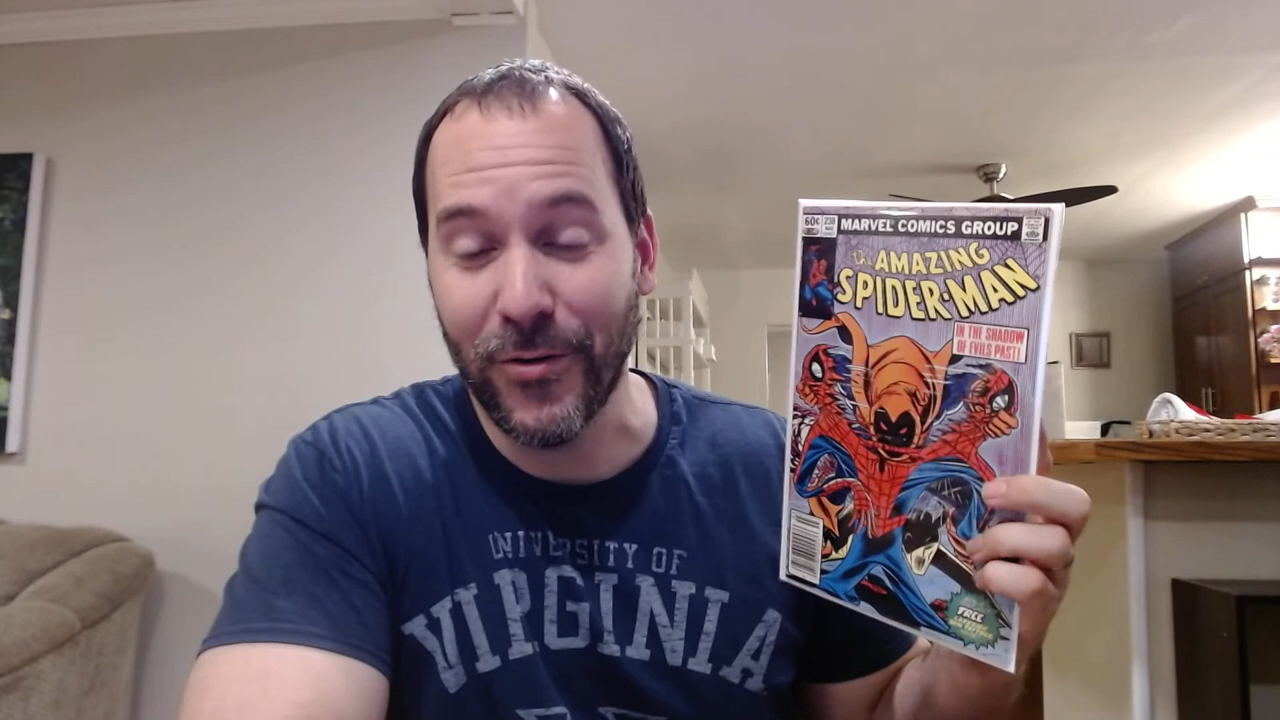 60¢
238
MARVEL COMICS GROUP
the AMAZING
SPIDER-MAN
IN THE SHADOW
OF EVILS PAST!
FREE
UNIVERSITY OF
VIRGINIA